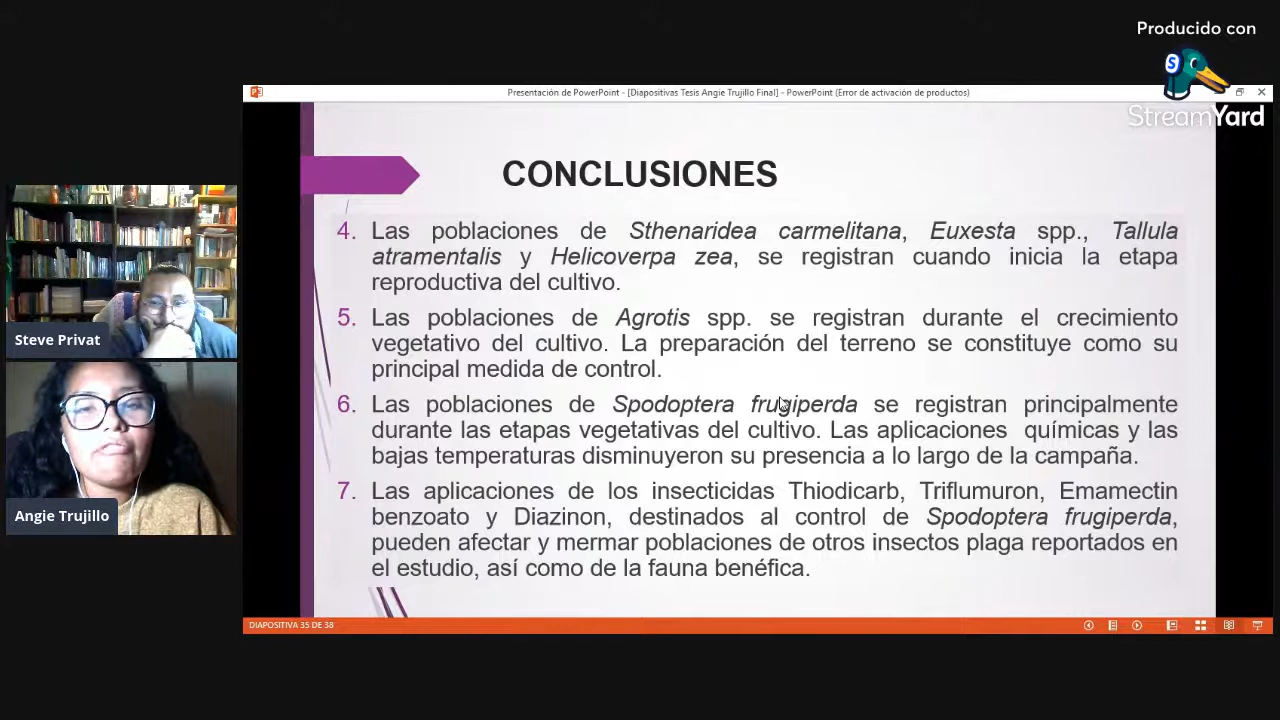 Producido con
StreamYard
Presentación de PowerPoint - [Diapositivas Tesis Angie Trujillo Final] - PowerPoint (Error de activación de productos)
CONCLUSIONES
4. Las poblaciones de Sthenaridea carmelitana, Euxesta spp., Tallula
atramentalis y Helicoverpa zea, se registran cuando inicia la etapa
reproductiva del cultivo.
5. Las poblaciones de Agrotis spp. se registran durante el crecimiento
vegetativo del cultivo. La preparación del terreno se constituye como su
principal medida de control.
6. Las poblaciones de Spodoptera frugiperda se registran principalmente
durante las etapas vegetativas del cultivo. Las aplicaciones químicas y las
bajas temperaturas disminuyeron su presencia a lo largo de la campaña.
7. Las aplicaciones de los insecticidas Thiodicarb, Triflumuron, Emamectin
benzoato y Diazinon, destinados al control de Spodoptera frugiperda,
pueden afectar y mermar poblaciones de otros insectos plaga reportados en
el estudio, así como de la fauna benéfica.
DIAPOSITIVA 35 DE 38
Steve Privat
Angie Trujillo